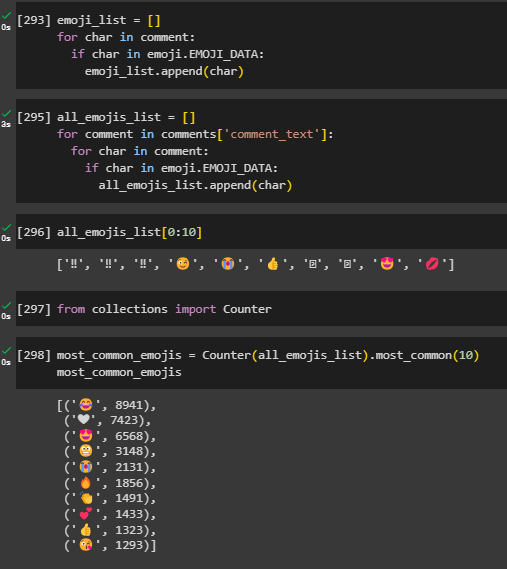 [293] emoji_list = []
for char in comment:
if char in emoji.EMOJI_DATA:
emoji_list.append(char)
0s
[295] all_emojis_list = []
for comment in comments['comment_text']:
for char in comment:
if char in emoji.EMOJI_DATA:
all_emojis_list.append(char)
3s
[296] all_emojis_list[0:10]
0s
['‼', '‼', '‼', '😉', '😭', '👍', '', '', '😍', '💋']
[297] from collections import Counter
0s
[298] most_common_emojis = Counter(all_emojis_list).most_common(10)
most_common_emojis
0s
[('😂', 8941),
('❤', 7423),
('😍', 6568),
('😬', 3148),
('😭', 2131),
('🔥', 1856),
('👏', 1491),
('💕', 1433),
('👍', 1323),
('😘', 1293)]